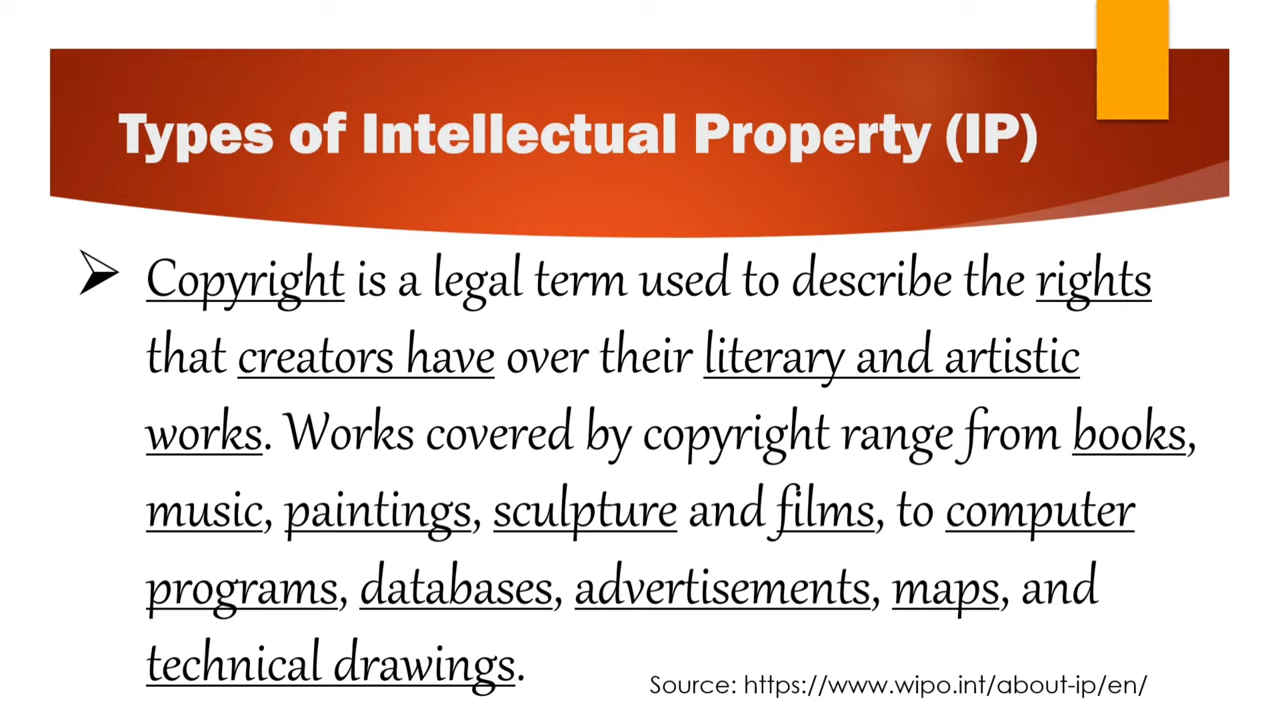 Types of Intellectual Property (IP)
Copyright is a legal term used to describe the rights
that creators have over their literary and artistic
works. Works covered by copyright range from books,
music, paintings, sculpture and films, to computer
programs, databases, advertisements, maps, and
technical drawings.
Source: https://www.wipo.int/about-ip/en/